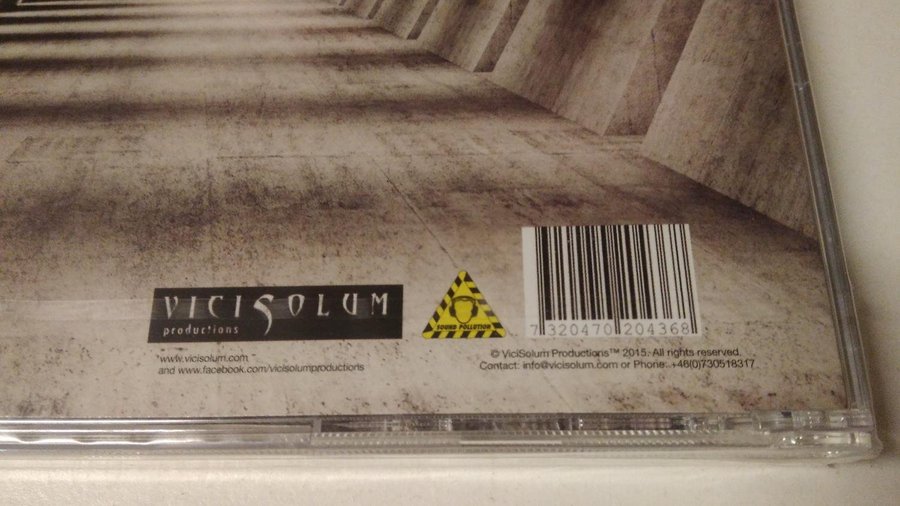 VICISOLUM
productions
SOUND POLLUTION
7 320470 204368
www.vicisolum.com
and www.facebook.com/vicisolumproductions
© ViciSolum Productions™ 2015. All rights reserved.
Contact: info@vicisolum.com or Phone: +46(0)730518317